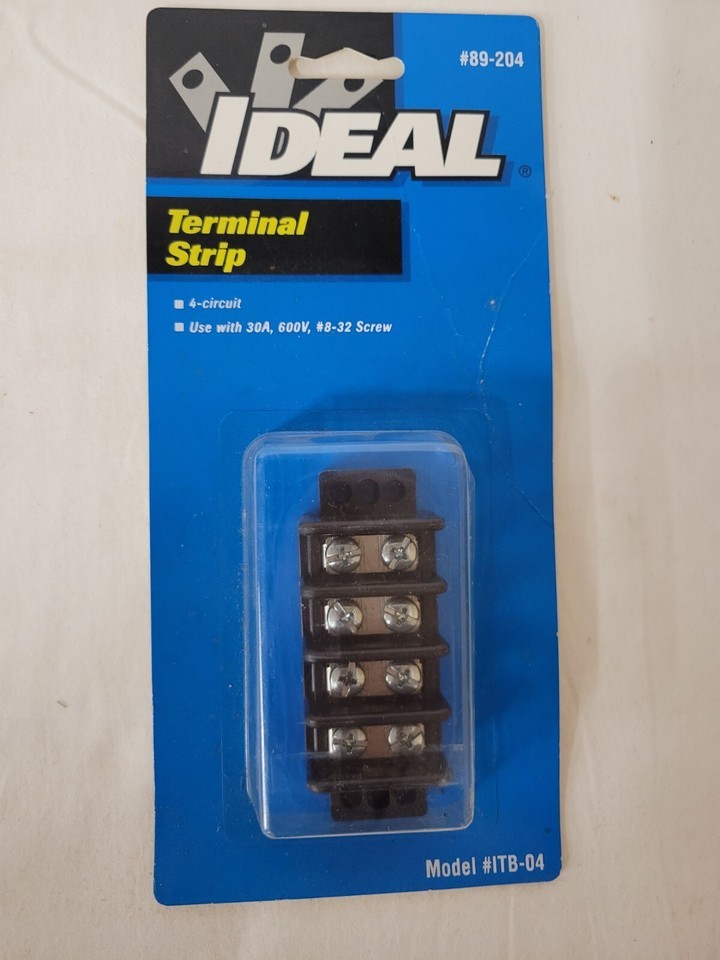 #89-204
IDEAL®
Terminal
Strip
■ 4-circuit
■ Use with 30A, 600V, #8-32 Screw
Model #ITB-04